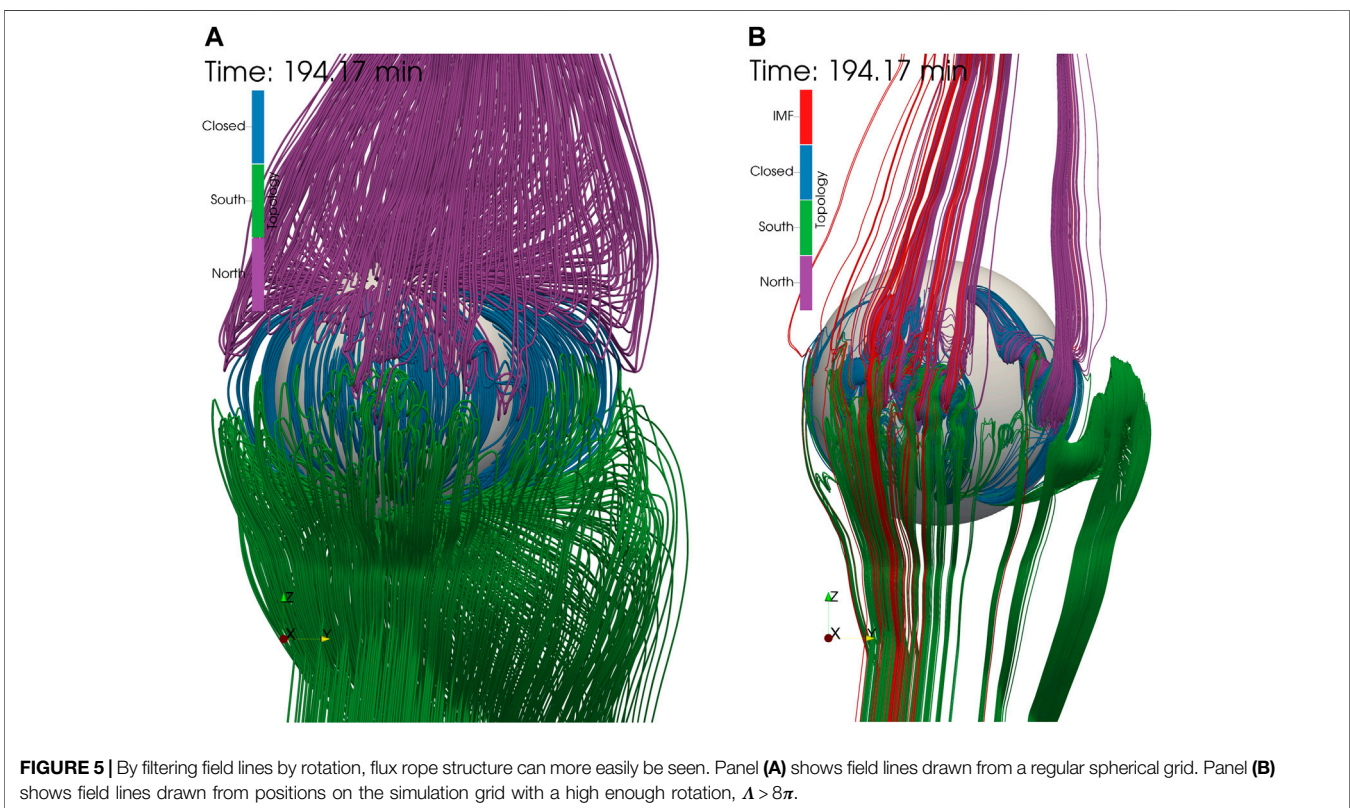 A
Time: 194.17 min
Closed
South
North
Topology
Z
X
Y
B
Time: 194.17 min
IMF
Closed
South
North
Topology
Z
X
Y
FIGURE 5 | By filtering field lines by rotation, flux rope structure can more easily be seen. Panel (A) shows field lines drawn from a regular spherical grid. Panel (B)
shows field lines drawn from positions on the simulation grid with a high enough rotation, Λ > 8π.